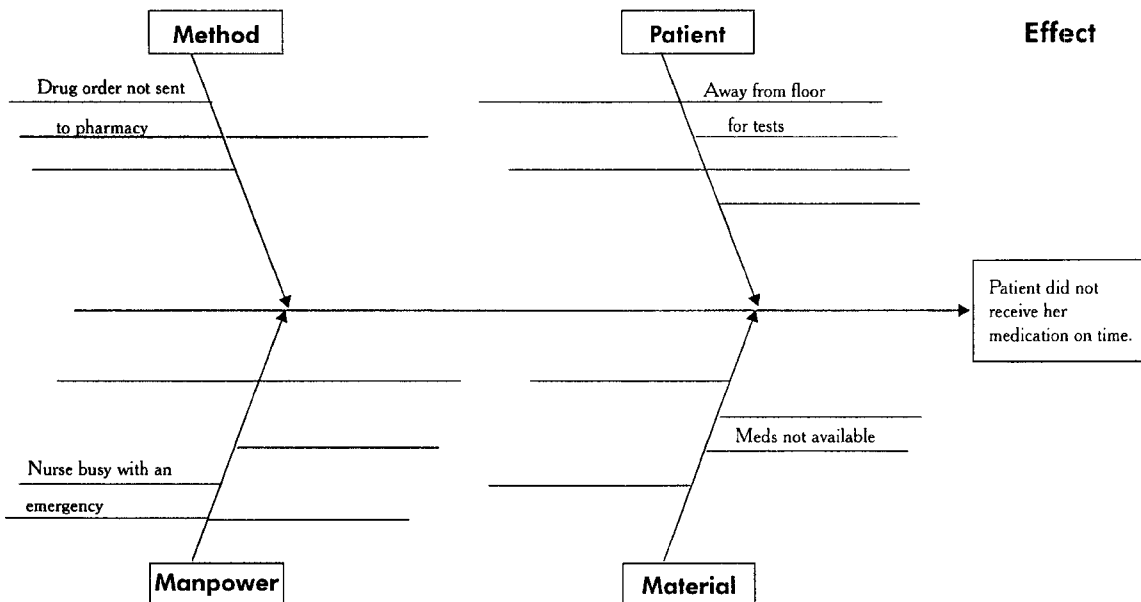 Method
Patient
Effect
Drug order not sent
to pharmacy
Away from floor
for tests
Patient did not
receive her
medication on time.
Meds not available
Nurse busy with an
emergency
Manpower
Material